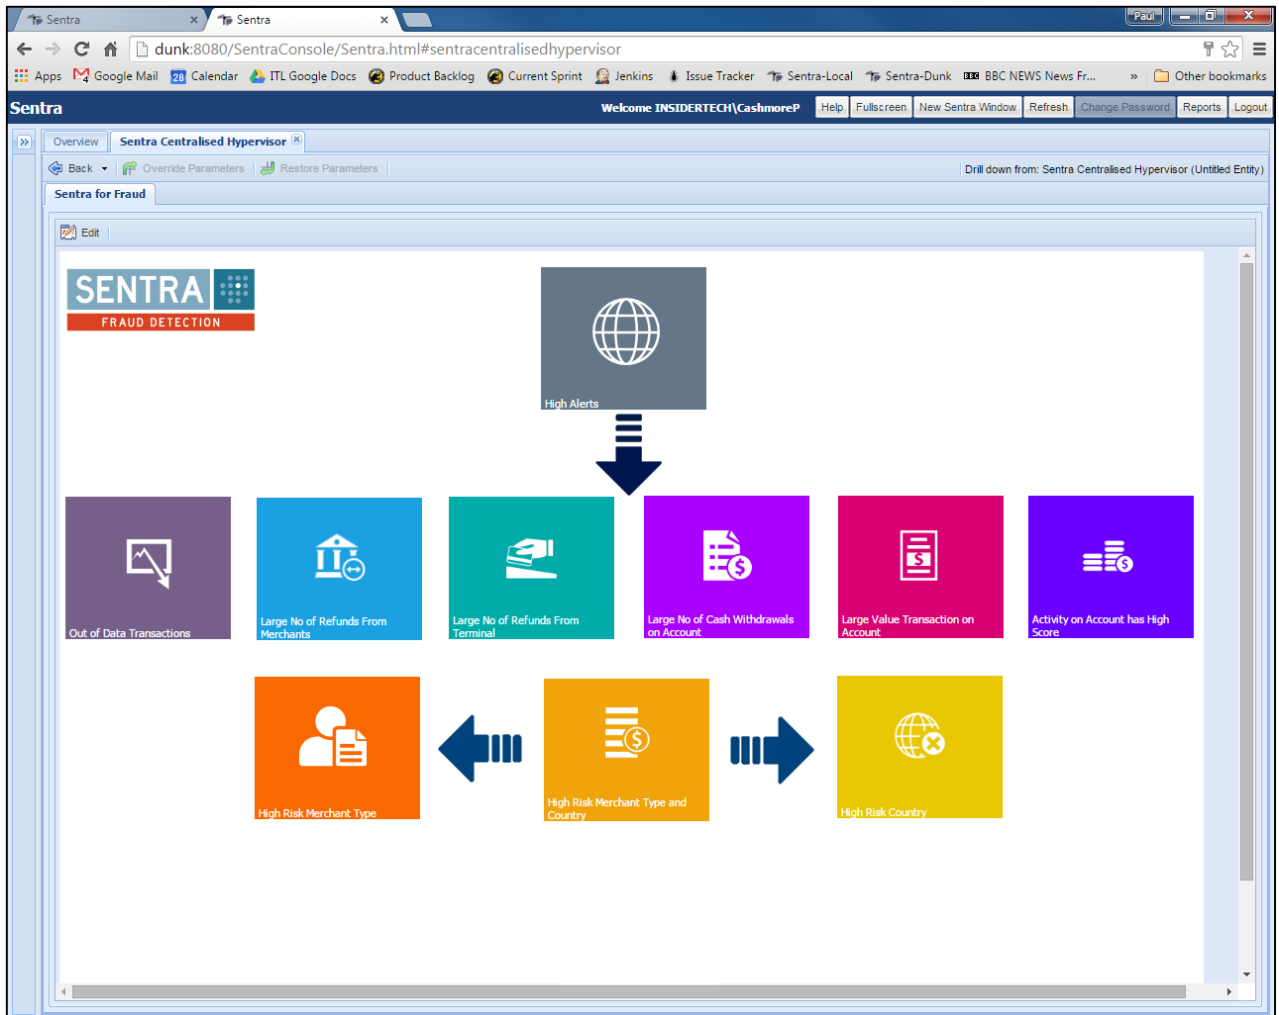 Sentra
Sentra
Paul
dunk:8080/SentraConsole/Sentra.html#sentracentralisedhypervisor
Apps Google Mail 28 Calendar ITL Google Docs Product Backlog Current Sprint Jenkins Issue Tracker Sentra-Local Sentra-Dunk BBC BBC NEWS News Fr... » Other bookmarks
Sentra Welcome INSIDERTECH\CashmoreP Help Fullscreen New Sentra Window Refresh Change Password Reports Logout
Overview Sentra Centralised Hypervisor
Back Override Parameters Restore Parameters Drill down from: Sentra Centralised Hypervisor (Untitled Entity)
Sentra for Fraud
Edit
SENTRA
FRAUD DETECTION
High Alerts
Out of Data Transactions
Large No of Refunds From
Merchants
Large No of Refunds From
Terminal
Large No of Cash Withdrawals
on Account
Large Value Transaction on
Account
Activity on Account has High
Score
High Risk Merchant Type
High Risk Merchant Type and
Country
High Risk Country